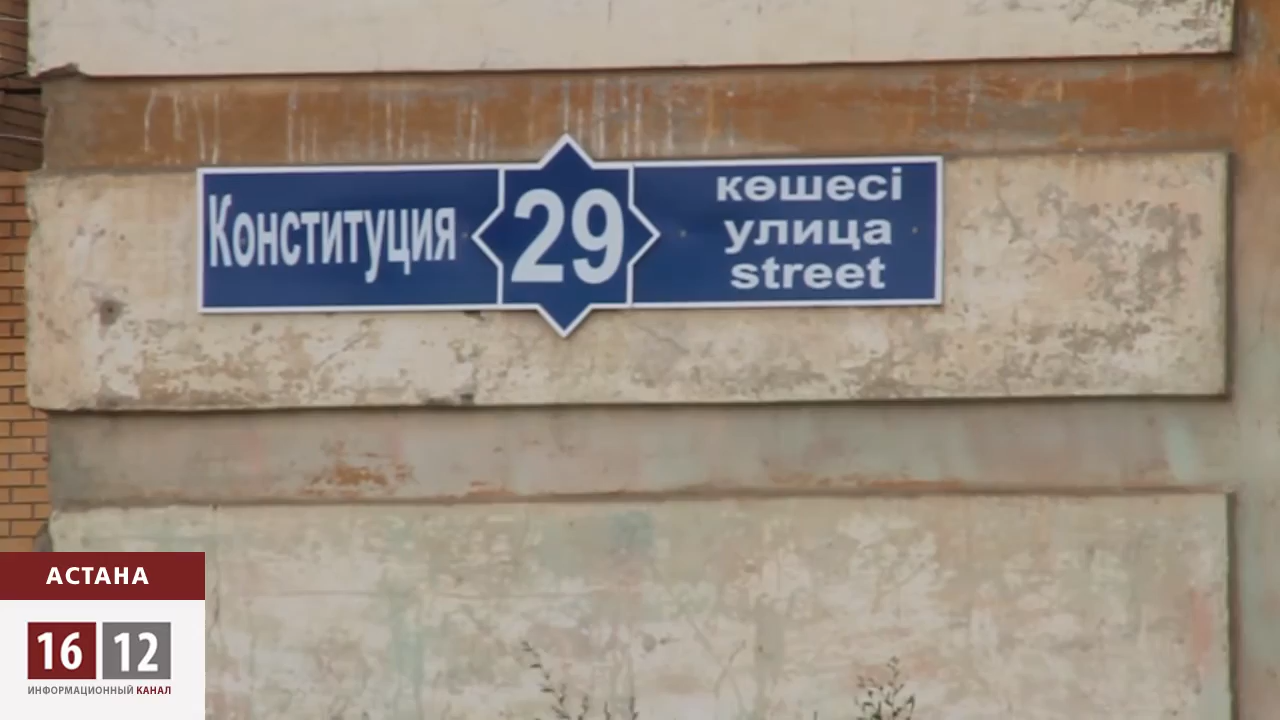 Конституция
29
көшесі
улица
street
АСТАНА
16 12
ИНФОРМАЦИОННЫЙ КАНАЛ